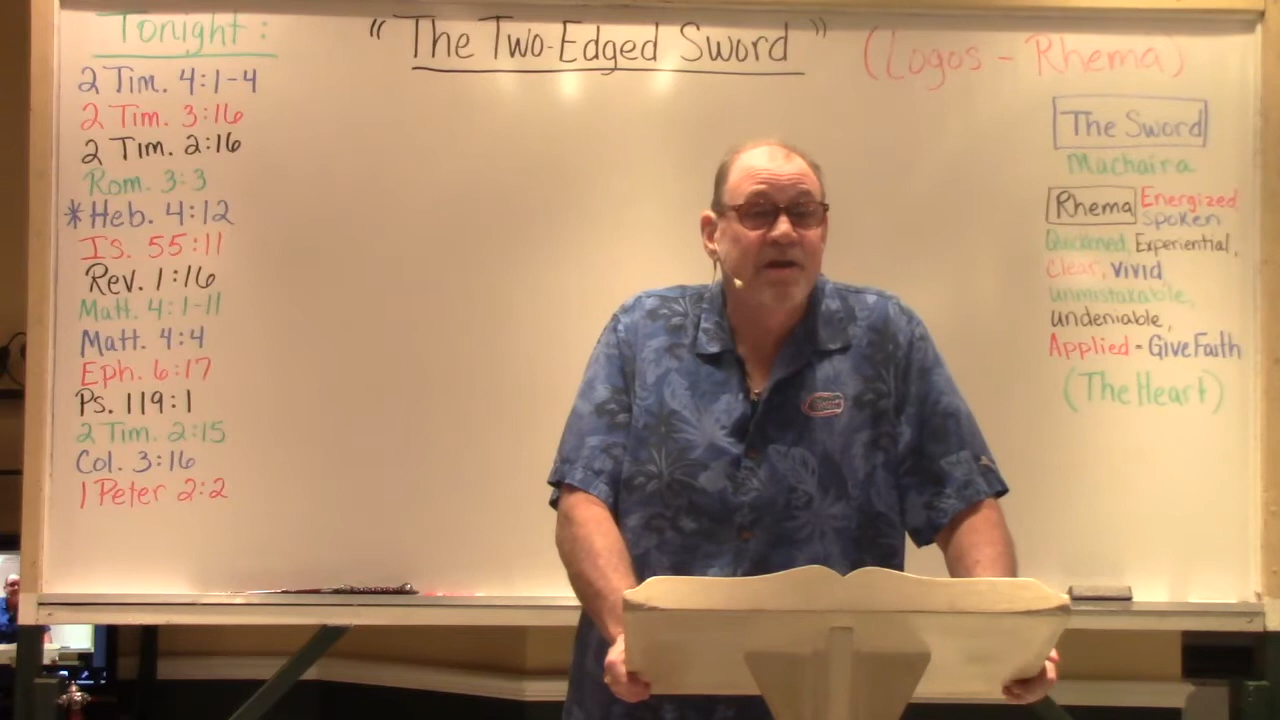 Tonight:
2 Tim. 4:1-4
2 Tim. 3:16
2 Tim. 2:16
Rom. 3:3
*Heb. 4:12
Is. 55:11
Rev. 1:16
Matt. 4:1-11
Matt. 4:4
Eph. 6:17
Ps. 119:1
2 Tim. 2:15
Col. 3:16
1 Peter 2:2
"The Two-Edged Sword"
(Logos - Rhema)
The Sword
Machaira
Rhema Energized
spoken
Quickened, Experiential,
Clear, Vivid,
unmistakable,
undeniable,
Applied - Give Faith
(The Heart)